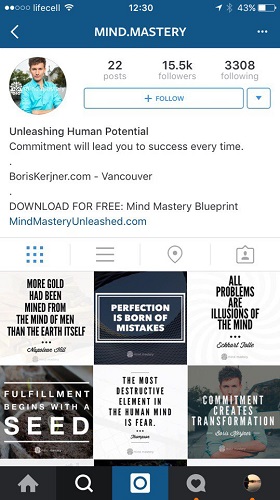 lifecell 12:30 43%
MIND.MASTERY
22 15.5k 3308
posts followers following
+ FOLLOW
Unleashing Human Potential
Commitment will lead you to success every time.
.
BorisKerjner.com - Vancouver
.
DOWNLOAD FOR FREE: Mind Mastery Blueprint
MindMasteryUnleashed.com
MORE GOLD
HAD BEEN
MINED FROM
THE MIND OF MEN
THAN THE EARTH ITSELF
Napoleon Hill
PERFECTION
IS BORN OF
MISTAKES
ALL
PROBLEMS
ARE
ILLUSIONS
OF THE MIND
Eckhart Tolle
FULFILLMENT
BEGINS WITH A
SEED
THE MOST
DESTRUCTIVE
ELEMENT IN
THE HUMAN MIND
IS FEAR.
Thompson
COMMITMENT
CREATES
TRANSFORMATION
Boris Kerjner